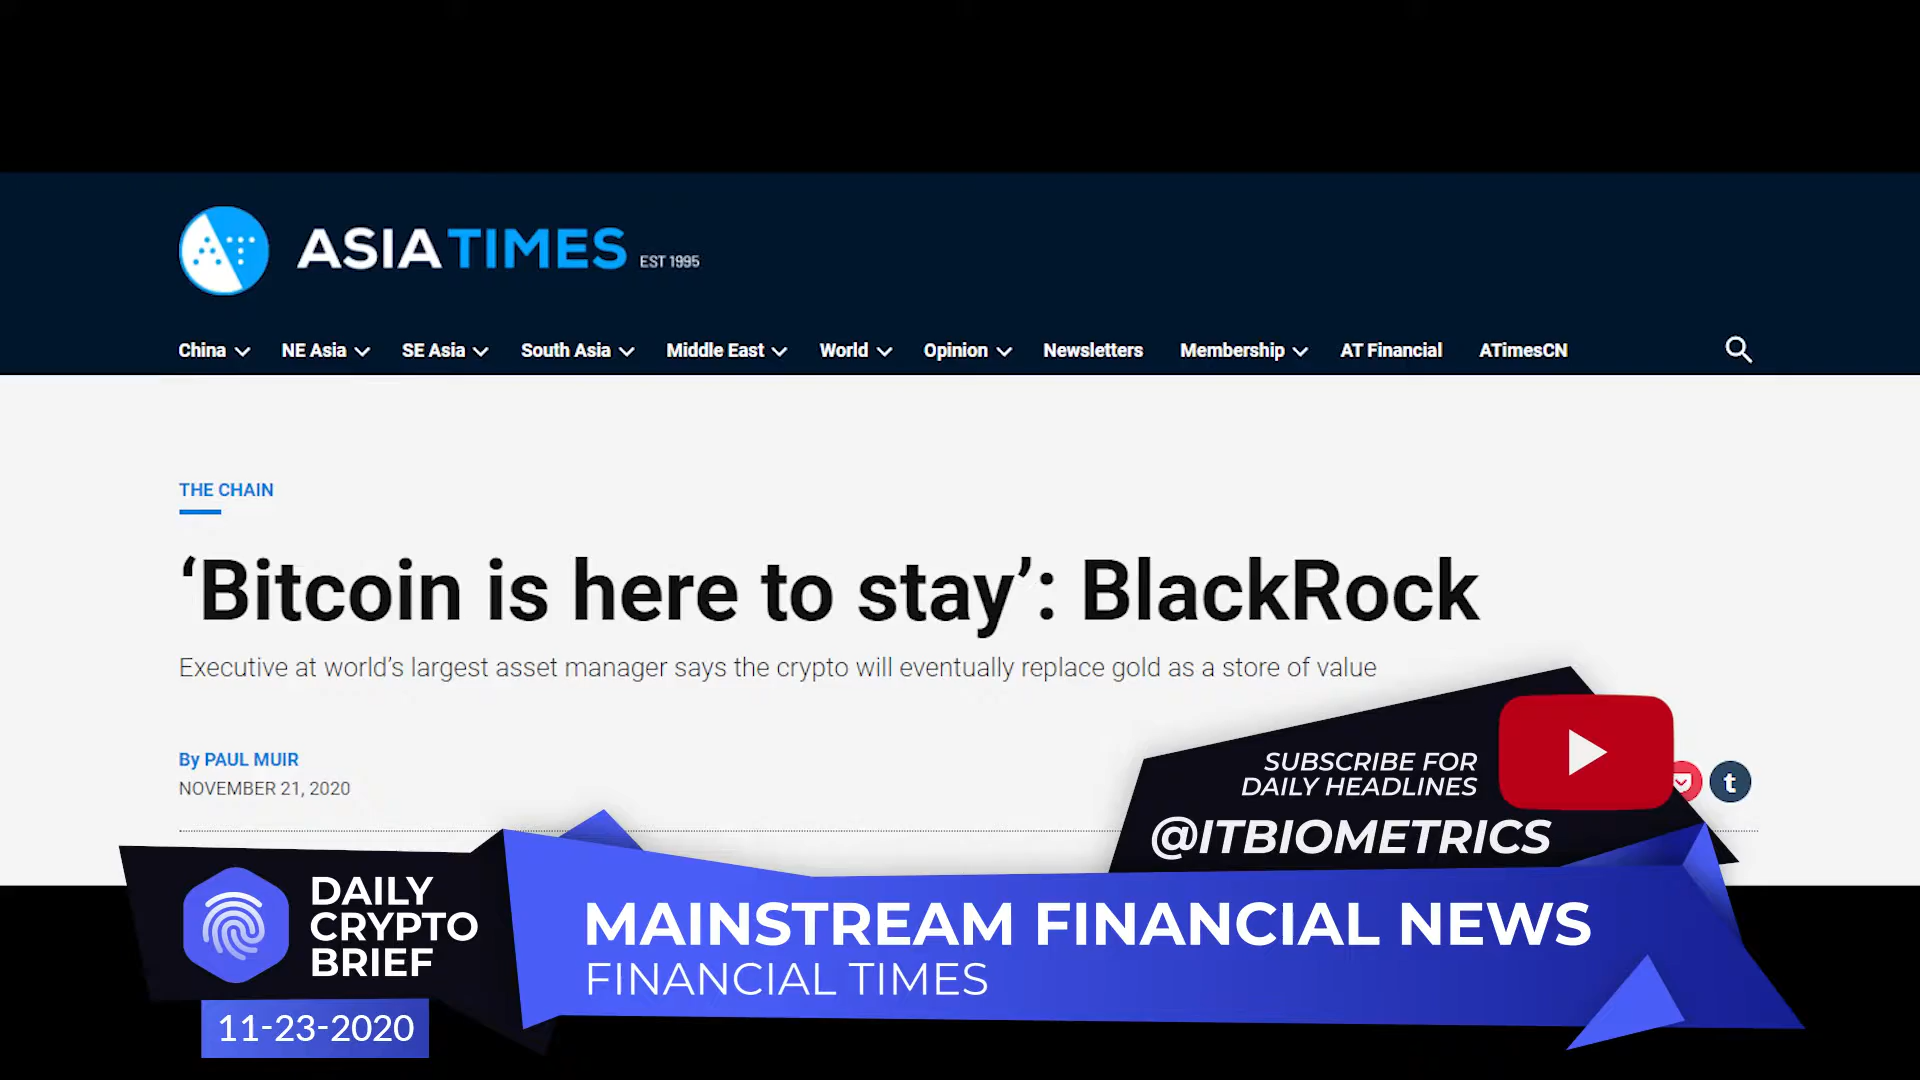 ASIA TIMES EST 1995
China NE Asia SE Asia South Asia Middle East World Opinion Newsletters Membership AT Financial ATimesCN
THE CHAIN
‘Bitcoin is here to stay’: BlackRock
Executive at world’s largest asset manager says the crypto will eventually replace gold as a store of value
By PAUL MUIR
NOVEMBER 21, 2020
SUBSCRIBE FOR
DAILY HEADLINES
@ITBIOMETRICS
DAILY
CRYPTO
BRIEF
MAINSTREAM FINANCIAL NEWS
FINANCIAL TIMES
11-23-2020